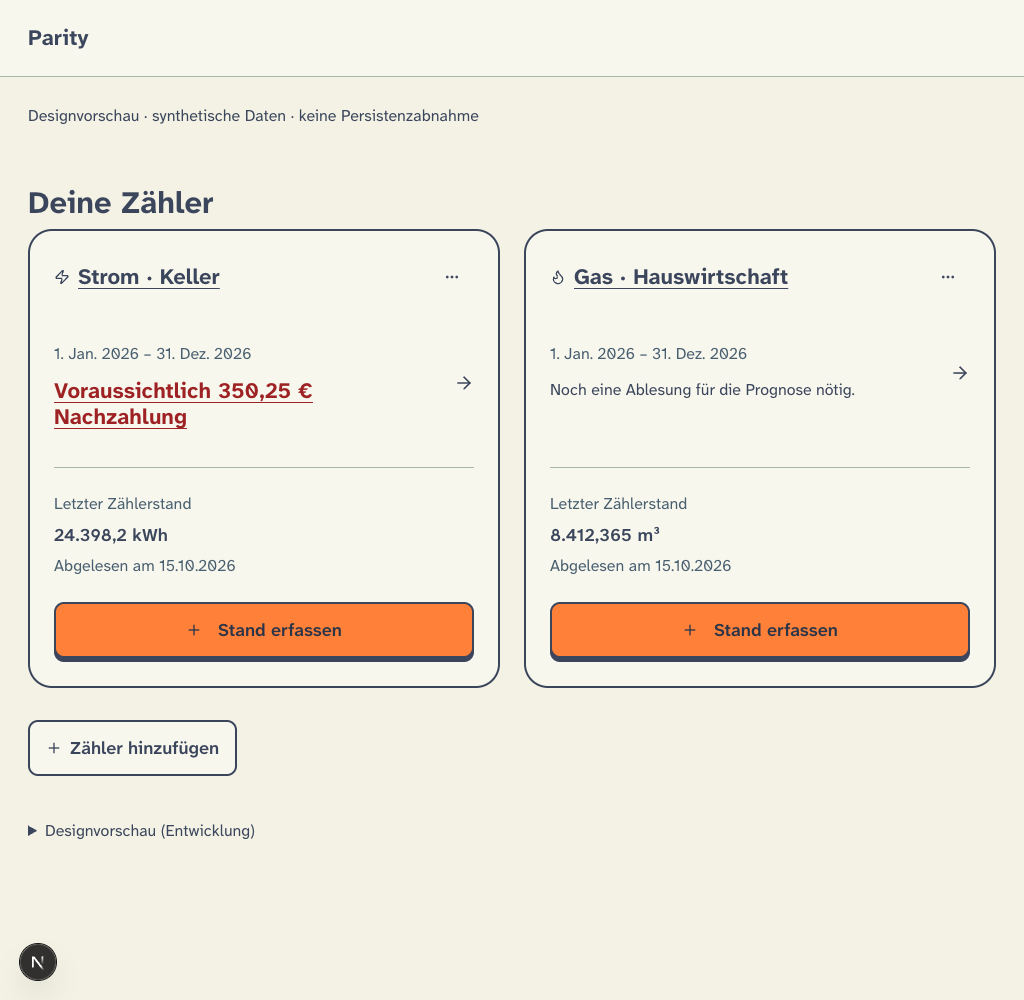 Parity
Designvorschau · synthetische Daten · keine Persistenzabnahme
Deine Zähler
Strom · Keller
1. Jan. 2026 – 31. Dez. 2026
Voraussichtlich 350,25 €
Nachzahlung
Letzter Zählerstand
24.398,2 kWh
Abgelesen am 15.10.2026
+ Stand erfassen
Gas · Hauswirtschaft
1. Jan. 2026 – 31. Dez. 2026
Noch eine Ablesung für die Prognose nötig.
Letzter Zählerstand
8.412,365 m³
Abgelesen am 15.10.2026
+ Stand erfassen
+ Zähler hinzufügen
Designvorschau (Entwicklung)
N